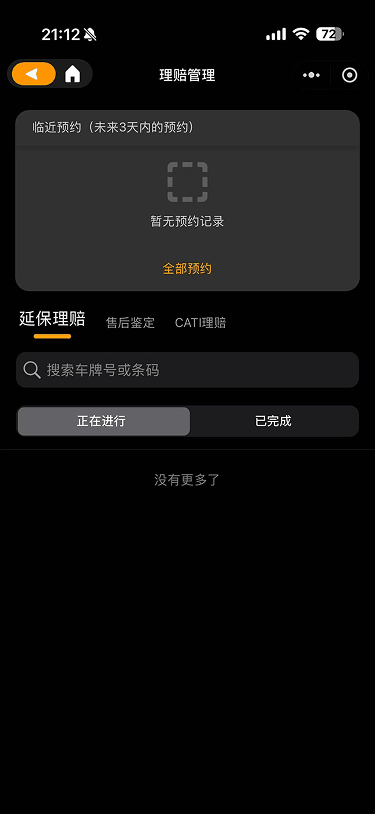 21:12
72
理赔管理
临近预约（未来3天内的预约）
暂无预约记录
全部预约
延保理赔 售后鉴定 CATI理赔
搜索车牌号或条码
正在进行 已完成
没有更多了